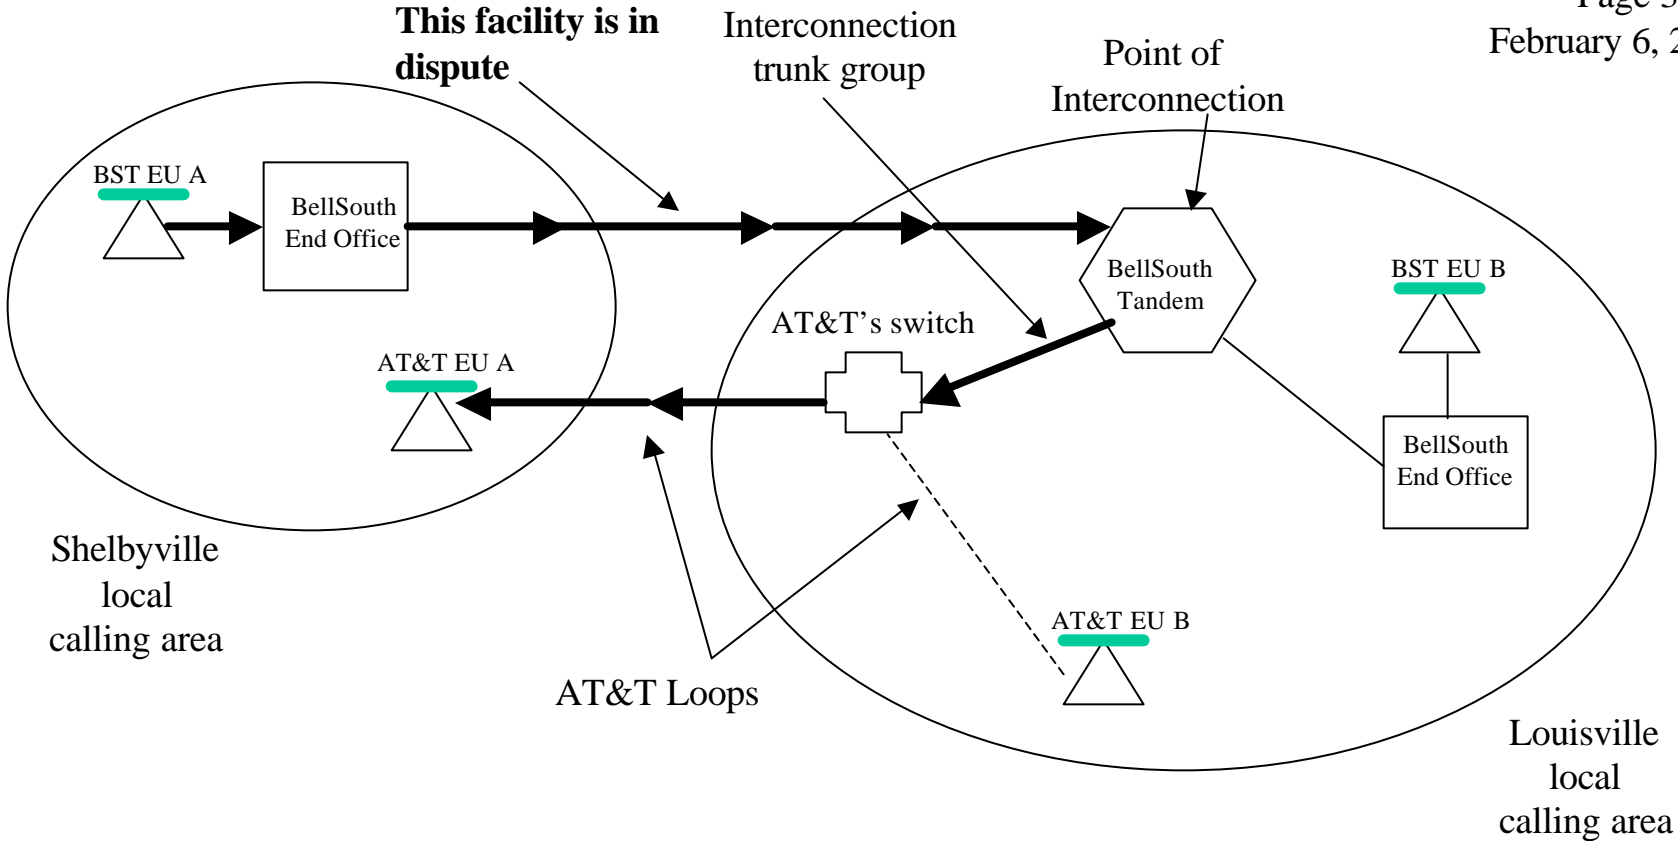 Page 3
February 6, 2
This facility is in
dispute
Interconnection
trunk group
Point of
Interconnection
BST EU A
BellSouth
End Office
BellSouth
Tandem
BST EU B
AT&T’s switch
AT&T EU A
BellSouth
End Office
Shelbyville
local
calling area
AT&T EU B
AT&T Loops
Louisville
local
calling area